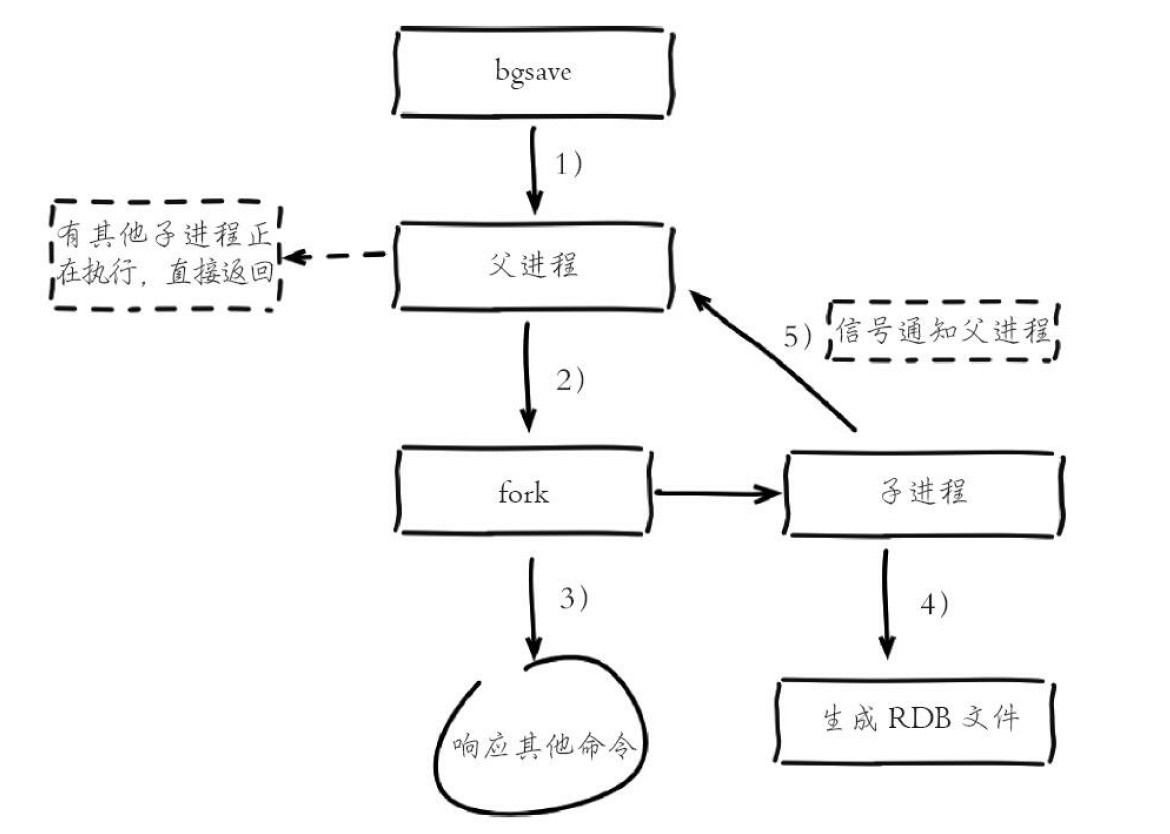 bgsave
1）
有其他子进程正
在执行，直接返回
父进程
5）
信号通知父进程
2）
fork
子进程
3）
4）
生成 RDB 文件
响应其他命令